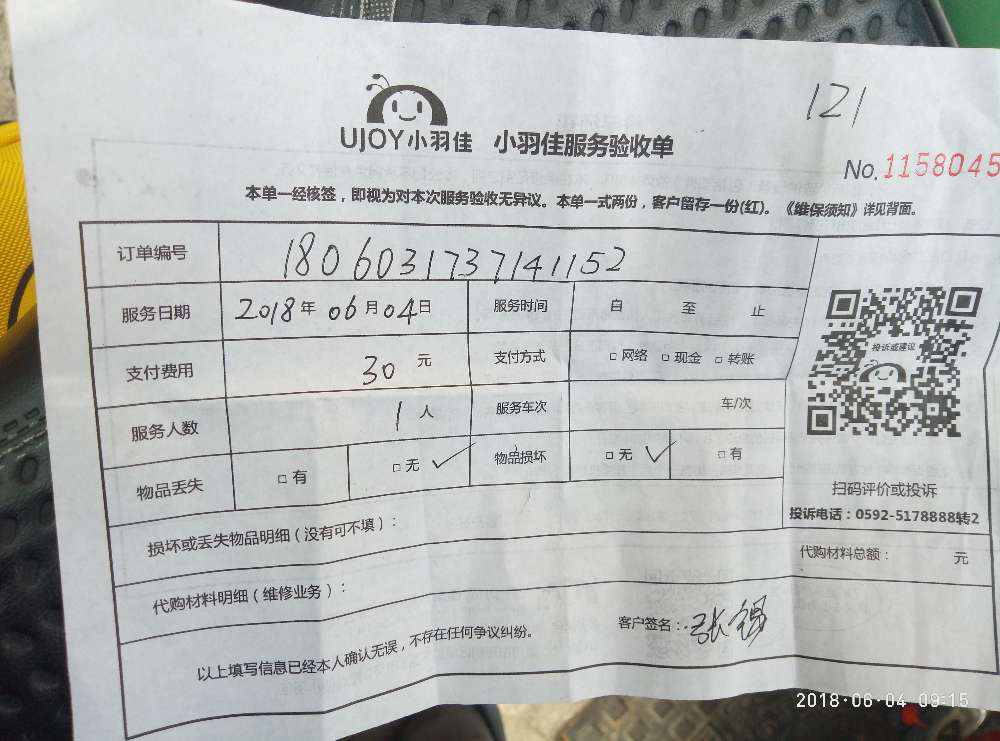 121
UJOY小羽佳 小羽佳服务验收单
No. 1158045
本单一经核签，即视为对本次服务验收无异议。本单一式两份，客户留存一份(红)。《维保须知》详见背面。
订单编号 1806031737141152
服务日期 2018年06月04日 服务时间 自 至 止
支付费用 30元 支付方式 □网络 □现金 □转账
投诉或建议
服务人数 1人 服务车次 车/次
物品丢失 □有 □无✓ 物品损坏 □无✓ □有
扫码评价或投诉
投诉电话：0592-5178888转2
损坏或丢失物品明细（没有可不填）：
代购材料总额： 元
代购材料明细（维修业务）：
客户签名：张
以上填写信息已经本人确认无误，不存在任何争议纠纷。
2018-06-04 09:15